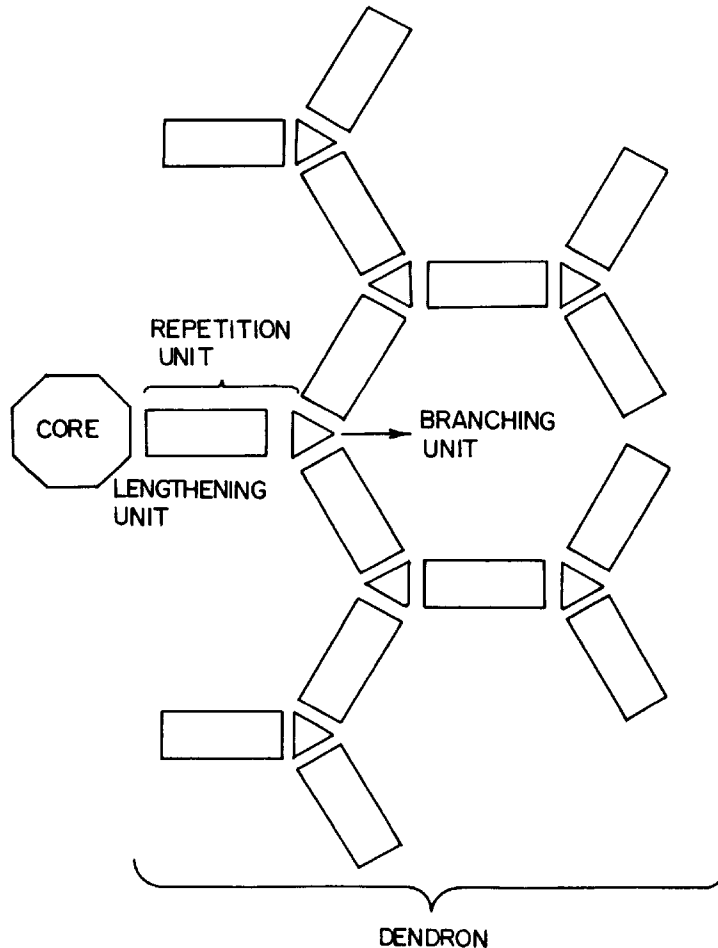 REPETITION
UNIT
CORE
BRANCHING
UNIT
LENGTHENING
UNIT
DENDRON